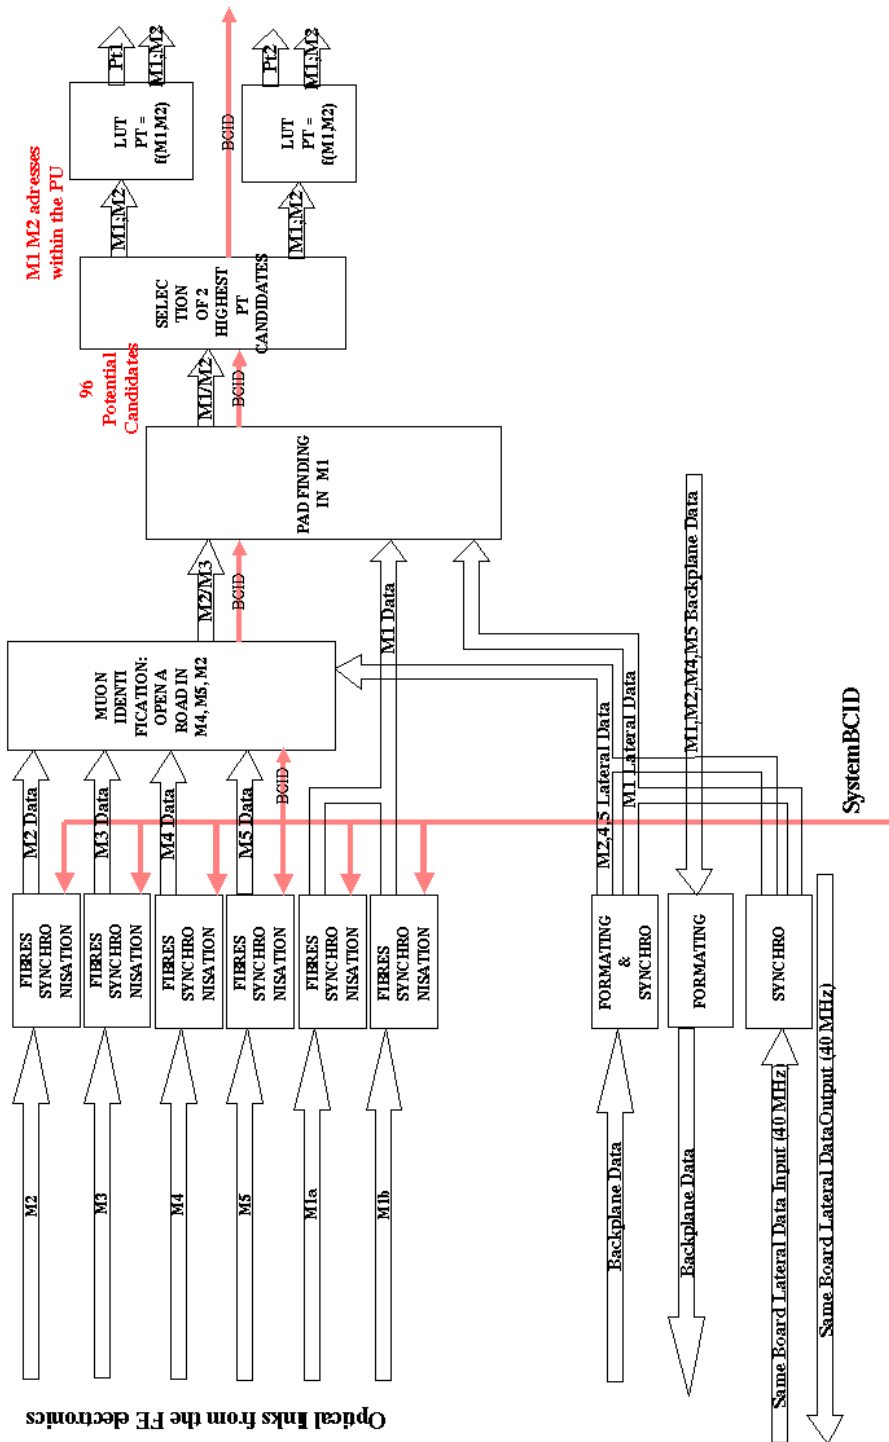 Optical links from the FE electronics
M2
M3
M4
M5
M1a
M1b
Backplane Data
Backplane Data
Same Board Lateral Data Input (40 MHz)
Same Board Lateral DataOutput (40 MHz)
FIBRES
SYNCHRO
NISATION
FIBRES
SYNCHRO
NISATION
FIBRES
SYNCHRO
NISATION
FIBRES
SYNCHRO
NISATION
FIBRES
SYNCHRO
NISATION
FIBRES
SYNCHRO
NISATION
FORMATING
&
SYNCHRO
FORMATING
SYNCHRO
M2 Data
M3 Data
M4 Data
M5 Data
BCID
M1 Data
M2,4,5 Lateral Data
M1 Lateral Data
M1,M2,M4,M5 Backplane Data
SystemBCID
MUON
IDENTI
FICATION:
OPEN A
ROAD IN
M4, M5, M2
M2/M3
BCID
PAD FINDING
IN M1
96
Potential
Candidates
M1/M2
BCID
SELEC
TION
OF 2
HIGHEST
PT
CANDIDATES
M1 M2 adresses
within the PU
M1;M2
M1;M2
BCID
LUT
PT =
f(M1,M2)
LUT
PT =
f(M1,M2)
Pt1
M1;M2
Pt2
M1;M2